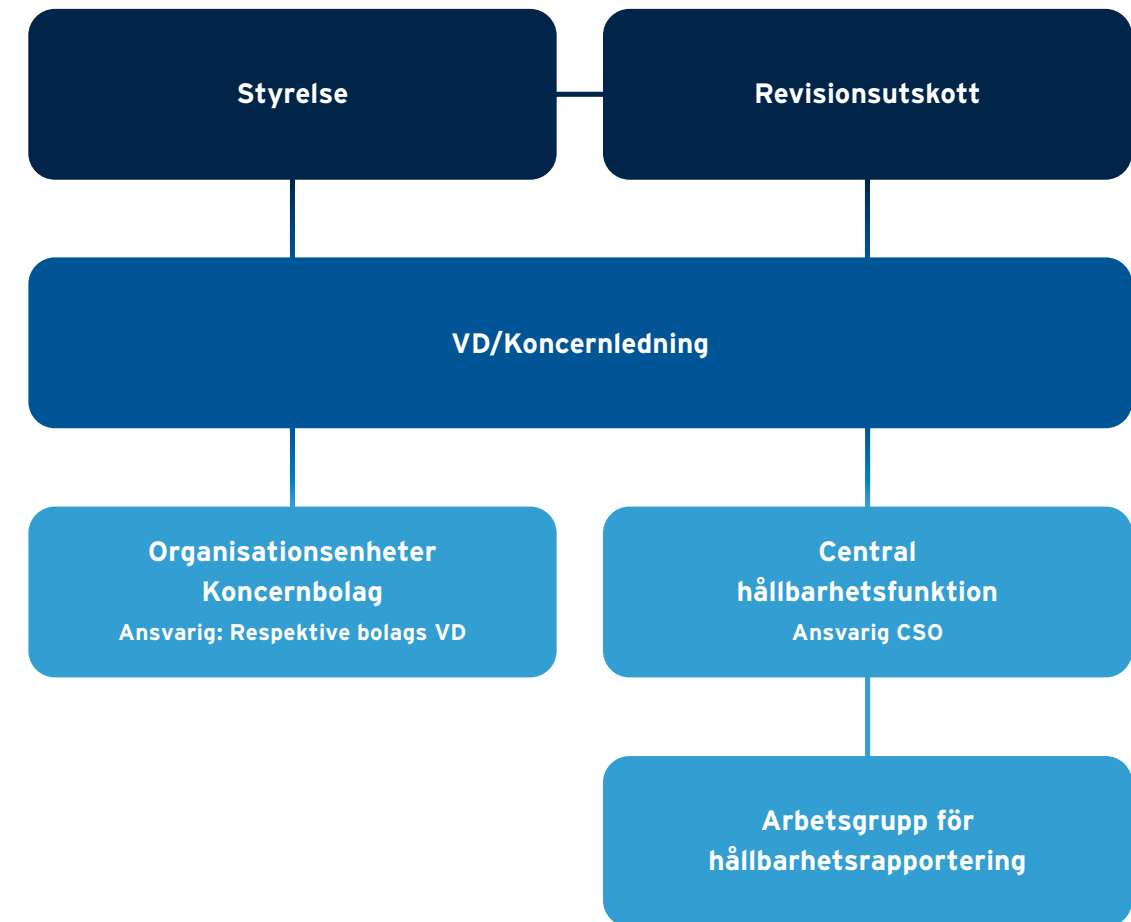 Styrelse
Revisionsutskott
VD/Koncernledning
Organisationsenheter
Koncernbolag
Ansvarig: Respektive bolags VD
Central
hållbarhetsfunktion
Ansvarig CSO
Arbetsgrupp för
hållbarhetsrapportering